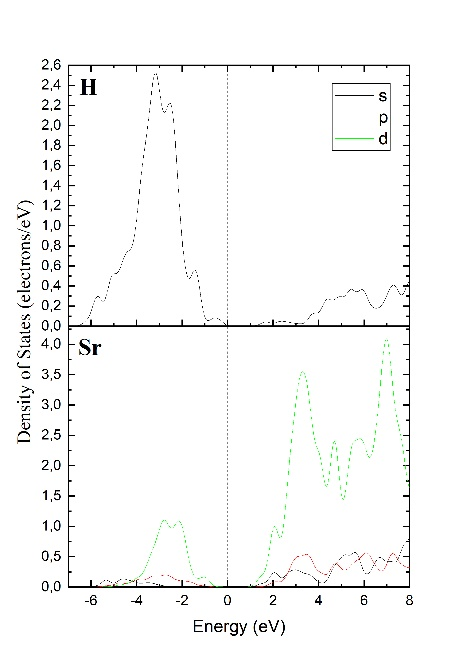 H
s
p
d
2,6
2,4
2,2
2,0
1,8
1,6
1,4
1,2
1,0
0,8
0,6
0,4
0,2
0,0
Density of States (electrons/eV)
Sr
4,0
3,5
3,0
2,5
2,0
1,5
1,0
0,5
0,0
-6 -4 -2 0 2 4 6 8
Energy (eV)